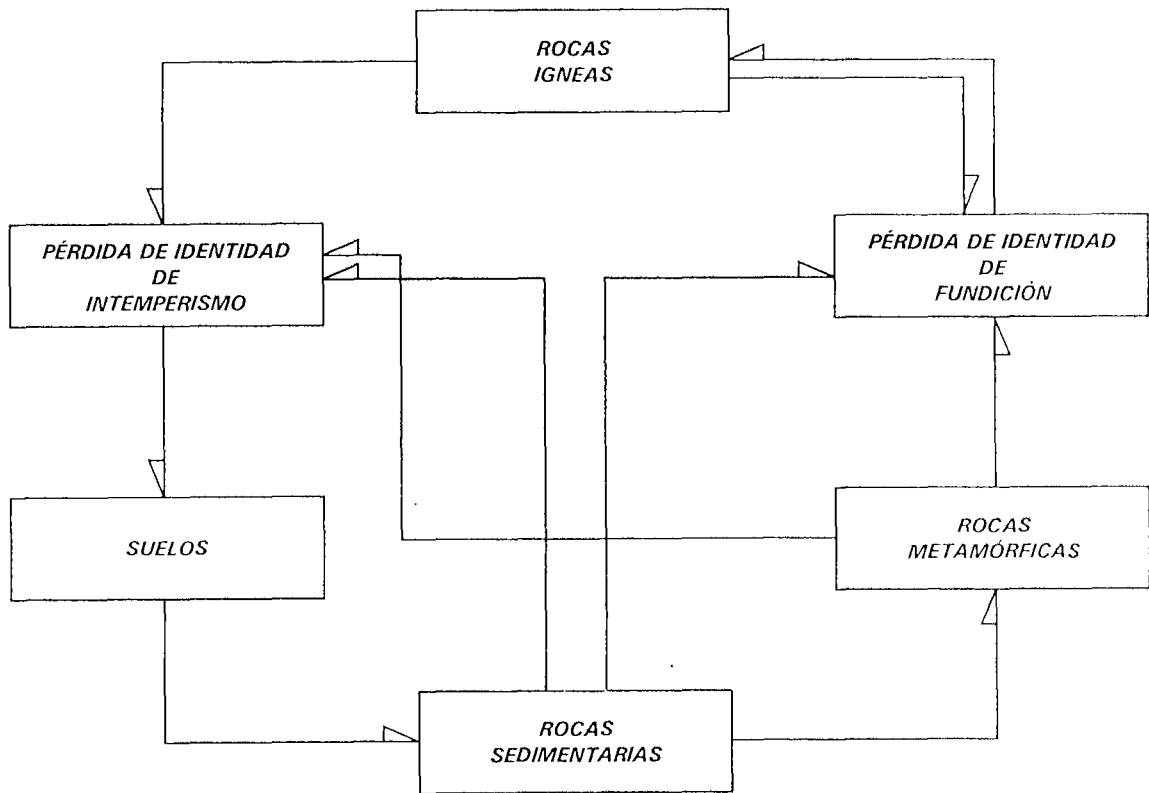 ROCAS
IGNEAS
PÉRDIDA DE IDENTIDAD
DE
INTEMPERISMO
PÉRDIDA DE IDENTIDAD
DE
FUNDICIÓN
SUELOS
ROCAS
METAMÓRFICAS
ROCAS
SEDIMENTARIAS